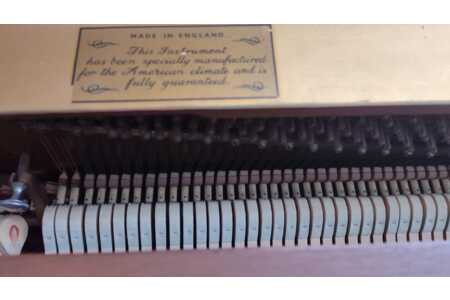 MADE IN ENGLAND
This Instrument
has been specially manufactured
for the American climate and is
fully guaranteed.